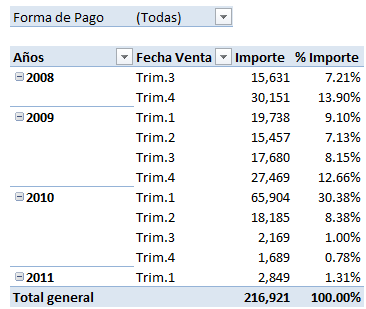 Forma de Pago (Todas)
Años Fecha Venta Importe % Importe
2008 Trim.3 15,631 7.21%
Trim.4 30,151 13.90%
2009 Trim.1 19,738 9.10%
Trim.2 15,457 7.13%
Trim.3 17,680 8.15%
Trim.4 27,469 12.66%
2010 Trim.1 65,904 30.38%
Trim.2 18,185 8.38%
Trim.3 2,169 1.00%
Trim.4 1,689 0.78%
2011 Trim.1 2,849 1.31%
Total general 216,921 100.00%